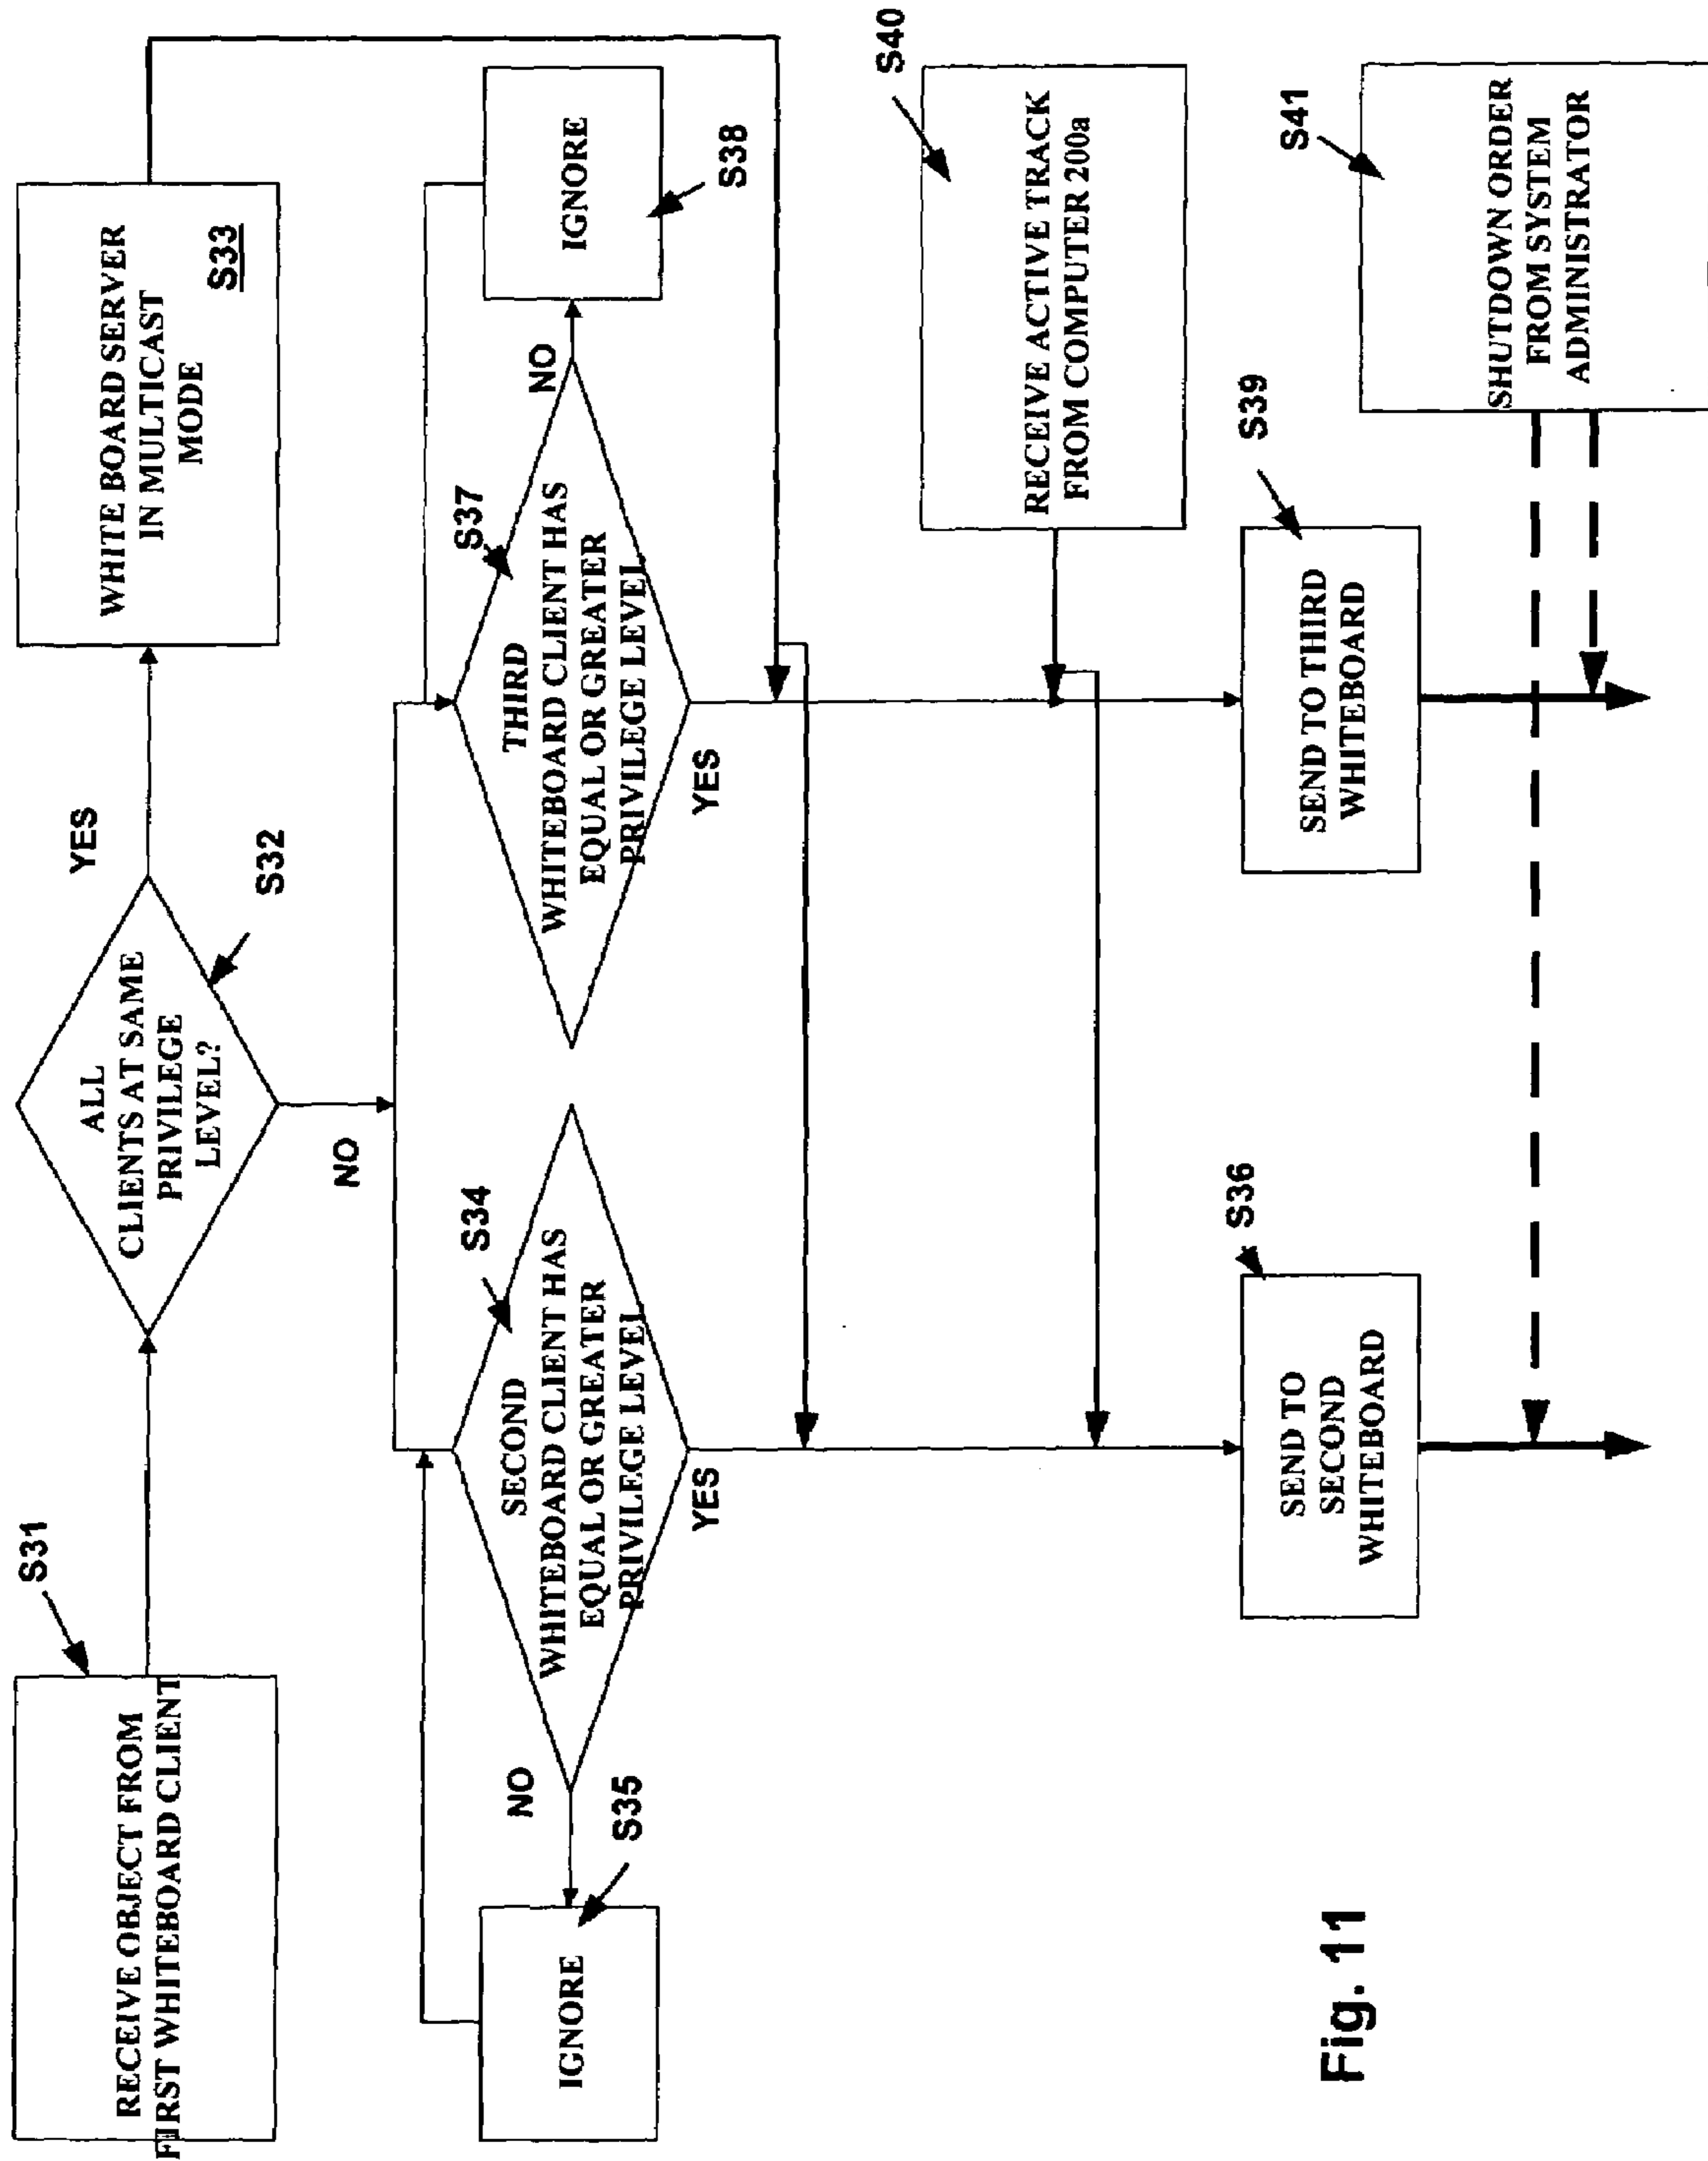 S31
RECEIVE OBJECT FROM
FIRST WHITEBOARD CLIENT
ALL
CLIENTS AT SAME
PRIVILEGE
LEVEL?
S32
YES
NO
WHITE BOARD SERVER
IN MULTICAST
MODE
S33
IGNORE
S35
NO
SECOND
WHITEBOARD CLIENT HAS
EQUAL OR GREATER
PRIVILEGE LEVEL
S34
YES
THIRD
WHITEBOARD CLIENT HAS
EQUAL OR GREATER
PRIVILEGE LEVEL
S37
YES
NO
IGNORE
S38
RECEIVE ACTIVE TRACK
FROM COMPUTER 200a
S40
SEND TO
SECOND
WHITEBOARD
S36
SEND TO THIRD
WHITEBOARD
S39
SHUTDOWN ORDER
FROM SYSTEM
ADMINISTRATOR
S41
Fig. 11